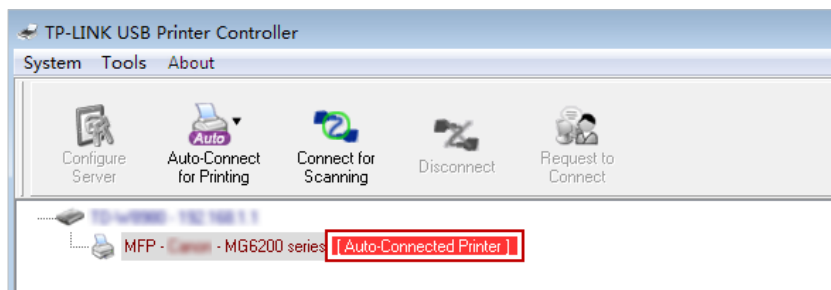 TP-LINK USB Printer Controller
System Tools About
Auto
Configure Server
Auto-Connect for Printing
Connect for Scanning
Disconnect
Request to Connect
MFP - - MG6200 series [ Auto-Connected Printer ]